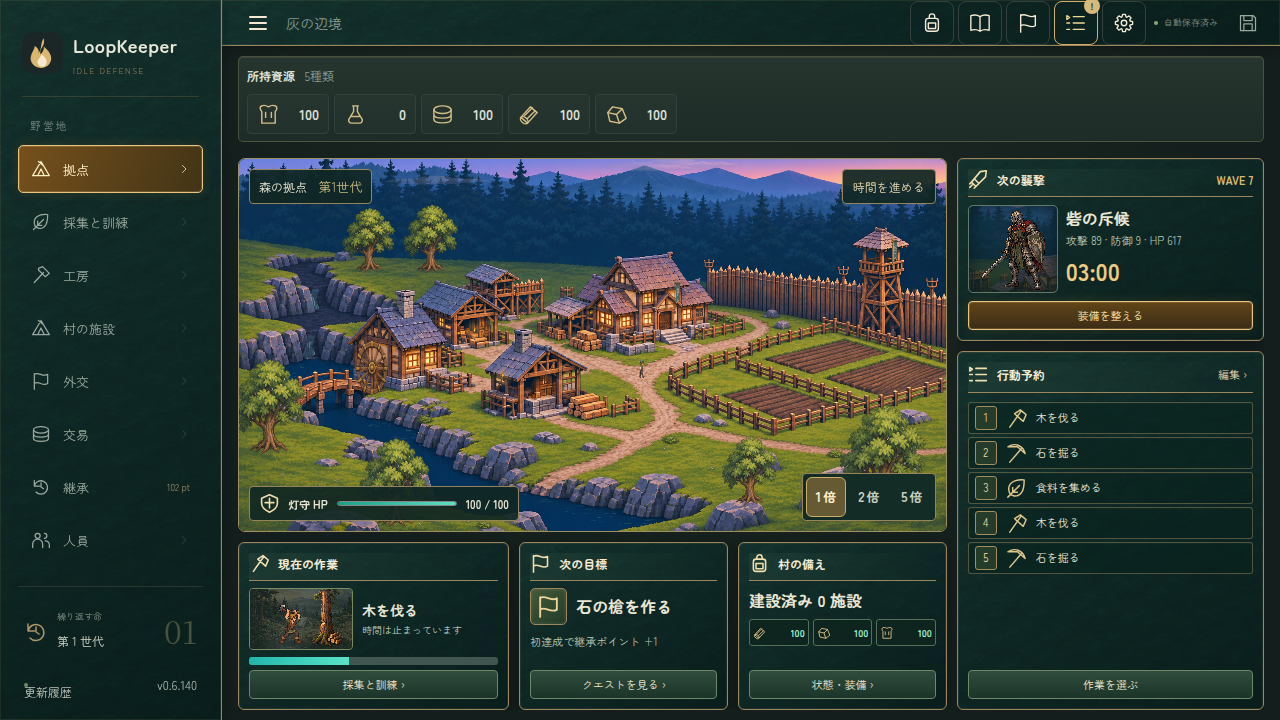 LoopKeeper
IDLE DEFENSE
野営地
拠点
採集と訓練
工房
村の施設
外交
交易
継承 102 pt
人員
繰り返す命
第 1 世代 01
更新履歴 v0.6.140
灰の辺境
!
自動保存済み
所持資源 5種類
100 0 100 100 100
森の拠点 第1世代
時間を進める
灯守 HP 100 / 100
1倍 2倍 5倍
次の襲撃 WAVE 7
砦の斥候
攻撃 89 · 防御 9 · HP 617
03:00
装備を整える
行動予約 編集 ›
1 木を伐る
2 石を掘る
3 食料を集める
4 木を伐る
5 石を掘る
作業を選ぶ
現在の作業
木を伐る
時間は止まっています
採集と訓練 ›
次の目標
石の槍を作る
初達成で継承ポイント +1
クエストを見る ›
村の備え
建設済み 0 施設
100 100 100
状態・装備 ›